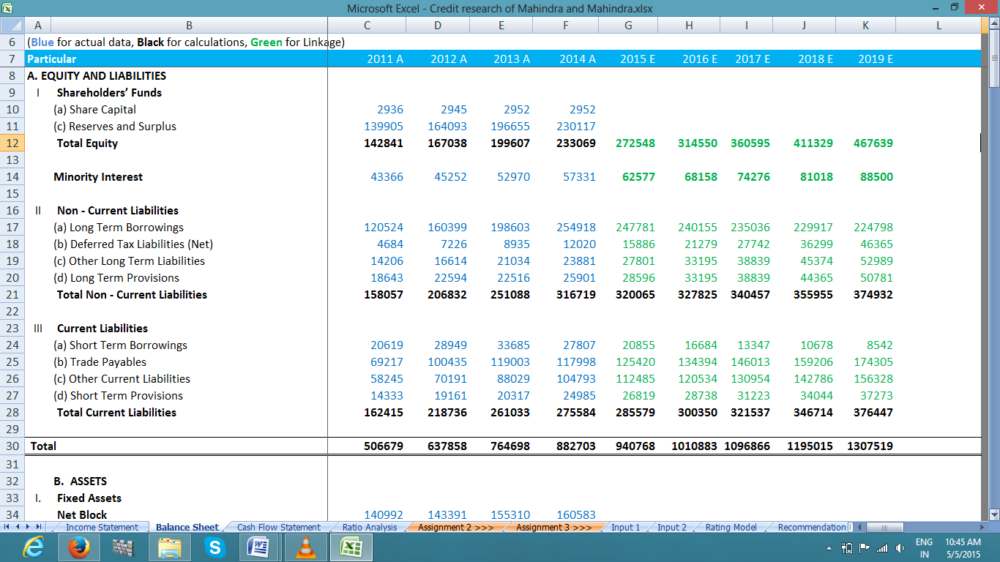 Microsoft Excel - Credit research of Mahindra and Mahindra.xlsx
A B C D E F G H I J K L
6 (Blue for actual data, Black for calculations, Green for Linkage)
7 Particular 2011 A 2012 A 2013 A 2014 A 2015 E 2016 E 2017 E 2018 E 2019 E
8 A. EQUITY AND LIABILITIES
9 I Shareholders’ Funds
10 (a) Share Capital 2936 2945 2952 2952
11 (c) Reserves and Surplus 139905 164093 196655 230117
12 Total Equity 142841 167038 199607 233069 272548 314550 360595 411329 467639
13
14 Minority Interest 43366 45252 52970 57331 62577 68158 74276 81018 88500
15
16 II Non - Current Liabilities
17 (a) Long Term Borrowings 120524 160399 198603 254918 247781 240155 235036 229917 224798
18 (b) Deferred Tax Liabilities (Net) 4684 7226 8935 12020 15886 21279 27742 36299 46365
19 (c) Other Long Term Liabilities 14206 16614 21034 23881 27801 33195 38839 45374 52989
20 (d) Long Term Provisions 18643 22594 22516 25901 28596 33195 38839 44365 50781
21 Total Non - Current Liabilities 158057 206832 251088 316719 320065 327825 340457 355955 374932
22
23 III Current Liabilities
24 (a) Short Term Borrowings 20619 28949 33685 27807 20855 16684 13347 10678 8542
25 (b) Trade Payables 69217 100435 119003 117998 125420 134394 146013 159206 174305
26 (c) Other Current Liabilities 58245 70191 88029 104793 112485 120534 130954 142786 156328
27 (d) Short Term Provisions 14333 19161 20317 24985 26819 28738 31223 34044 37273
28 Total Current Liabilities 162415 218736 261033 275584 285579 300350 321537 346714 376447
29
30 Total 506679 637858 764698 882703 940768 1010883 1096866 1195015 1307519
31
32 B. ASSETS
33 I. Fixed Assets
34 Net Block 140992 143391 155310 160583
Income Statement Balance Sheet Cash Flow Statement Ratio Analysis Assignment 2 >>> Assignment 3 >>> Input 1 Input 2 Rating Model Recommendation
ENG 10:45 AM
IN 5/5/2015